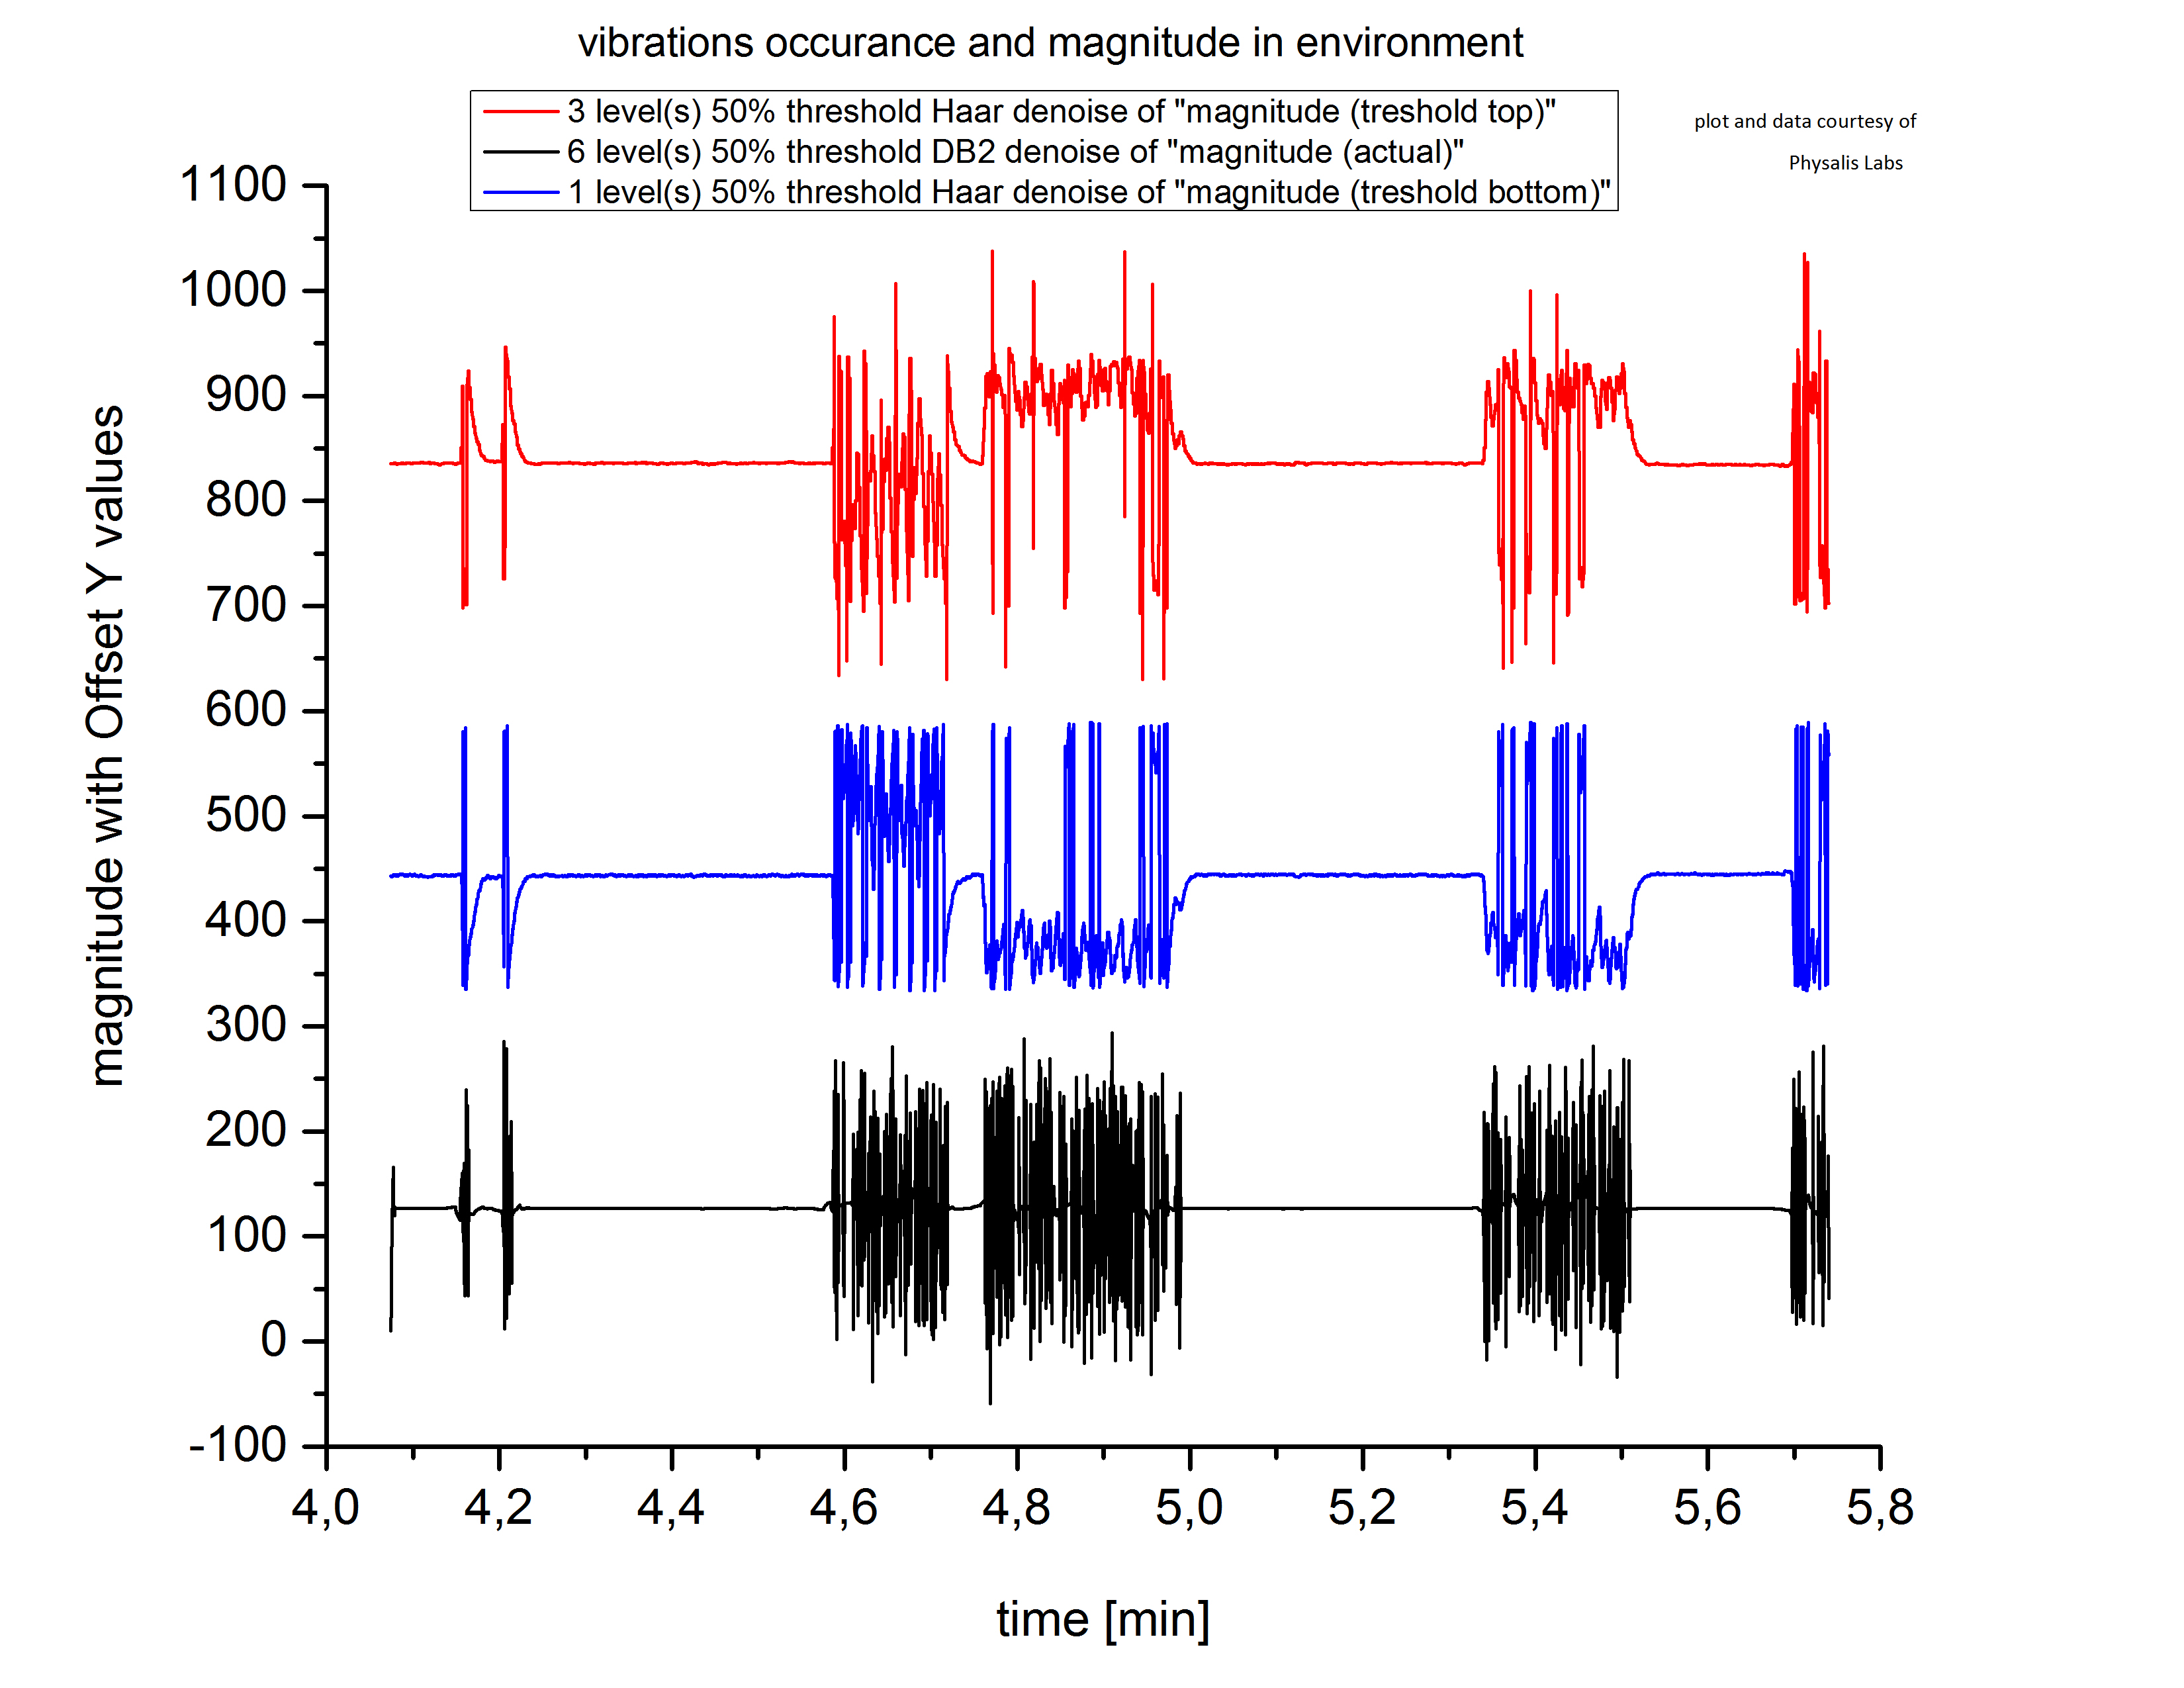 vibrations occurance and magnitude in environment
3 level(s) 50% threshold Haar denoise of "magnitude (treshold top)"
6 level(s) 50% threshold DB2 denoise of "magnitude (actual)"
1 level(s) 50% threshold Haar denoise of "magnitude (treshold bottom)"
plot and data courtesy of
Physalis Labs
magnitude with Offset Y values
1100
1000
900
800
700
600
500
400
300
200
100
0
-100
4,0 4,2 4,4 4,6 4,8 5,0 5,2 5,4 5,6 5,8
time [min]